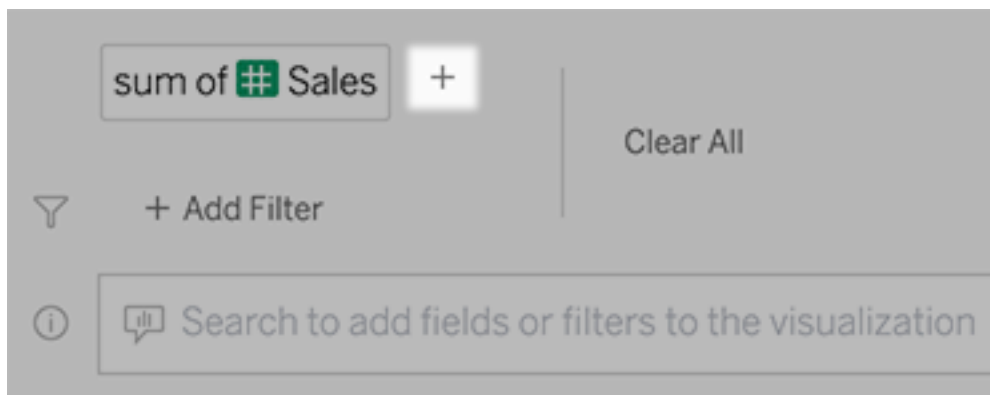 sum of # Sales +
Clear All
+ Add Filter
Search to add fields or filters to the visualization